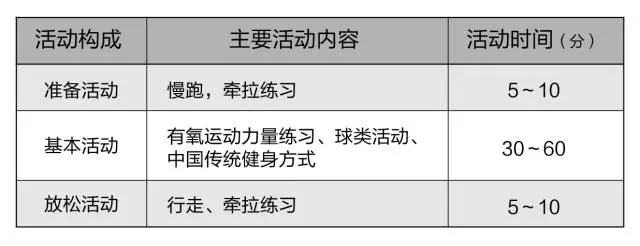 活动构成 主要活动内容 活动时间（分）
准备活动 慢跑，牵拉练习 5～10
基本活动 有氧运动力量练习、球类活动、
中国传统健身方式 30～60
放松活动 行走、牵拉练习 5～10